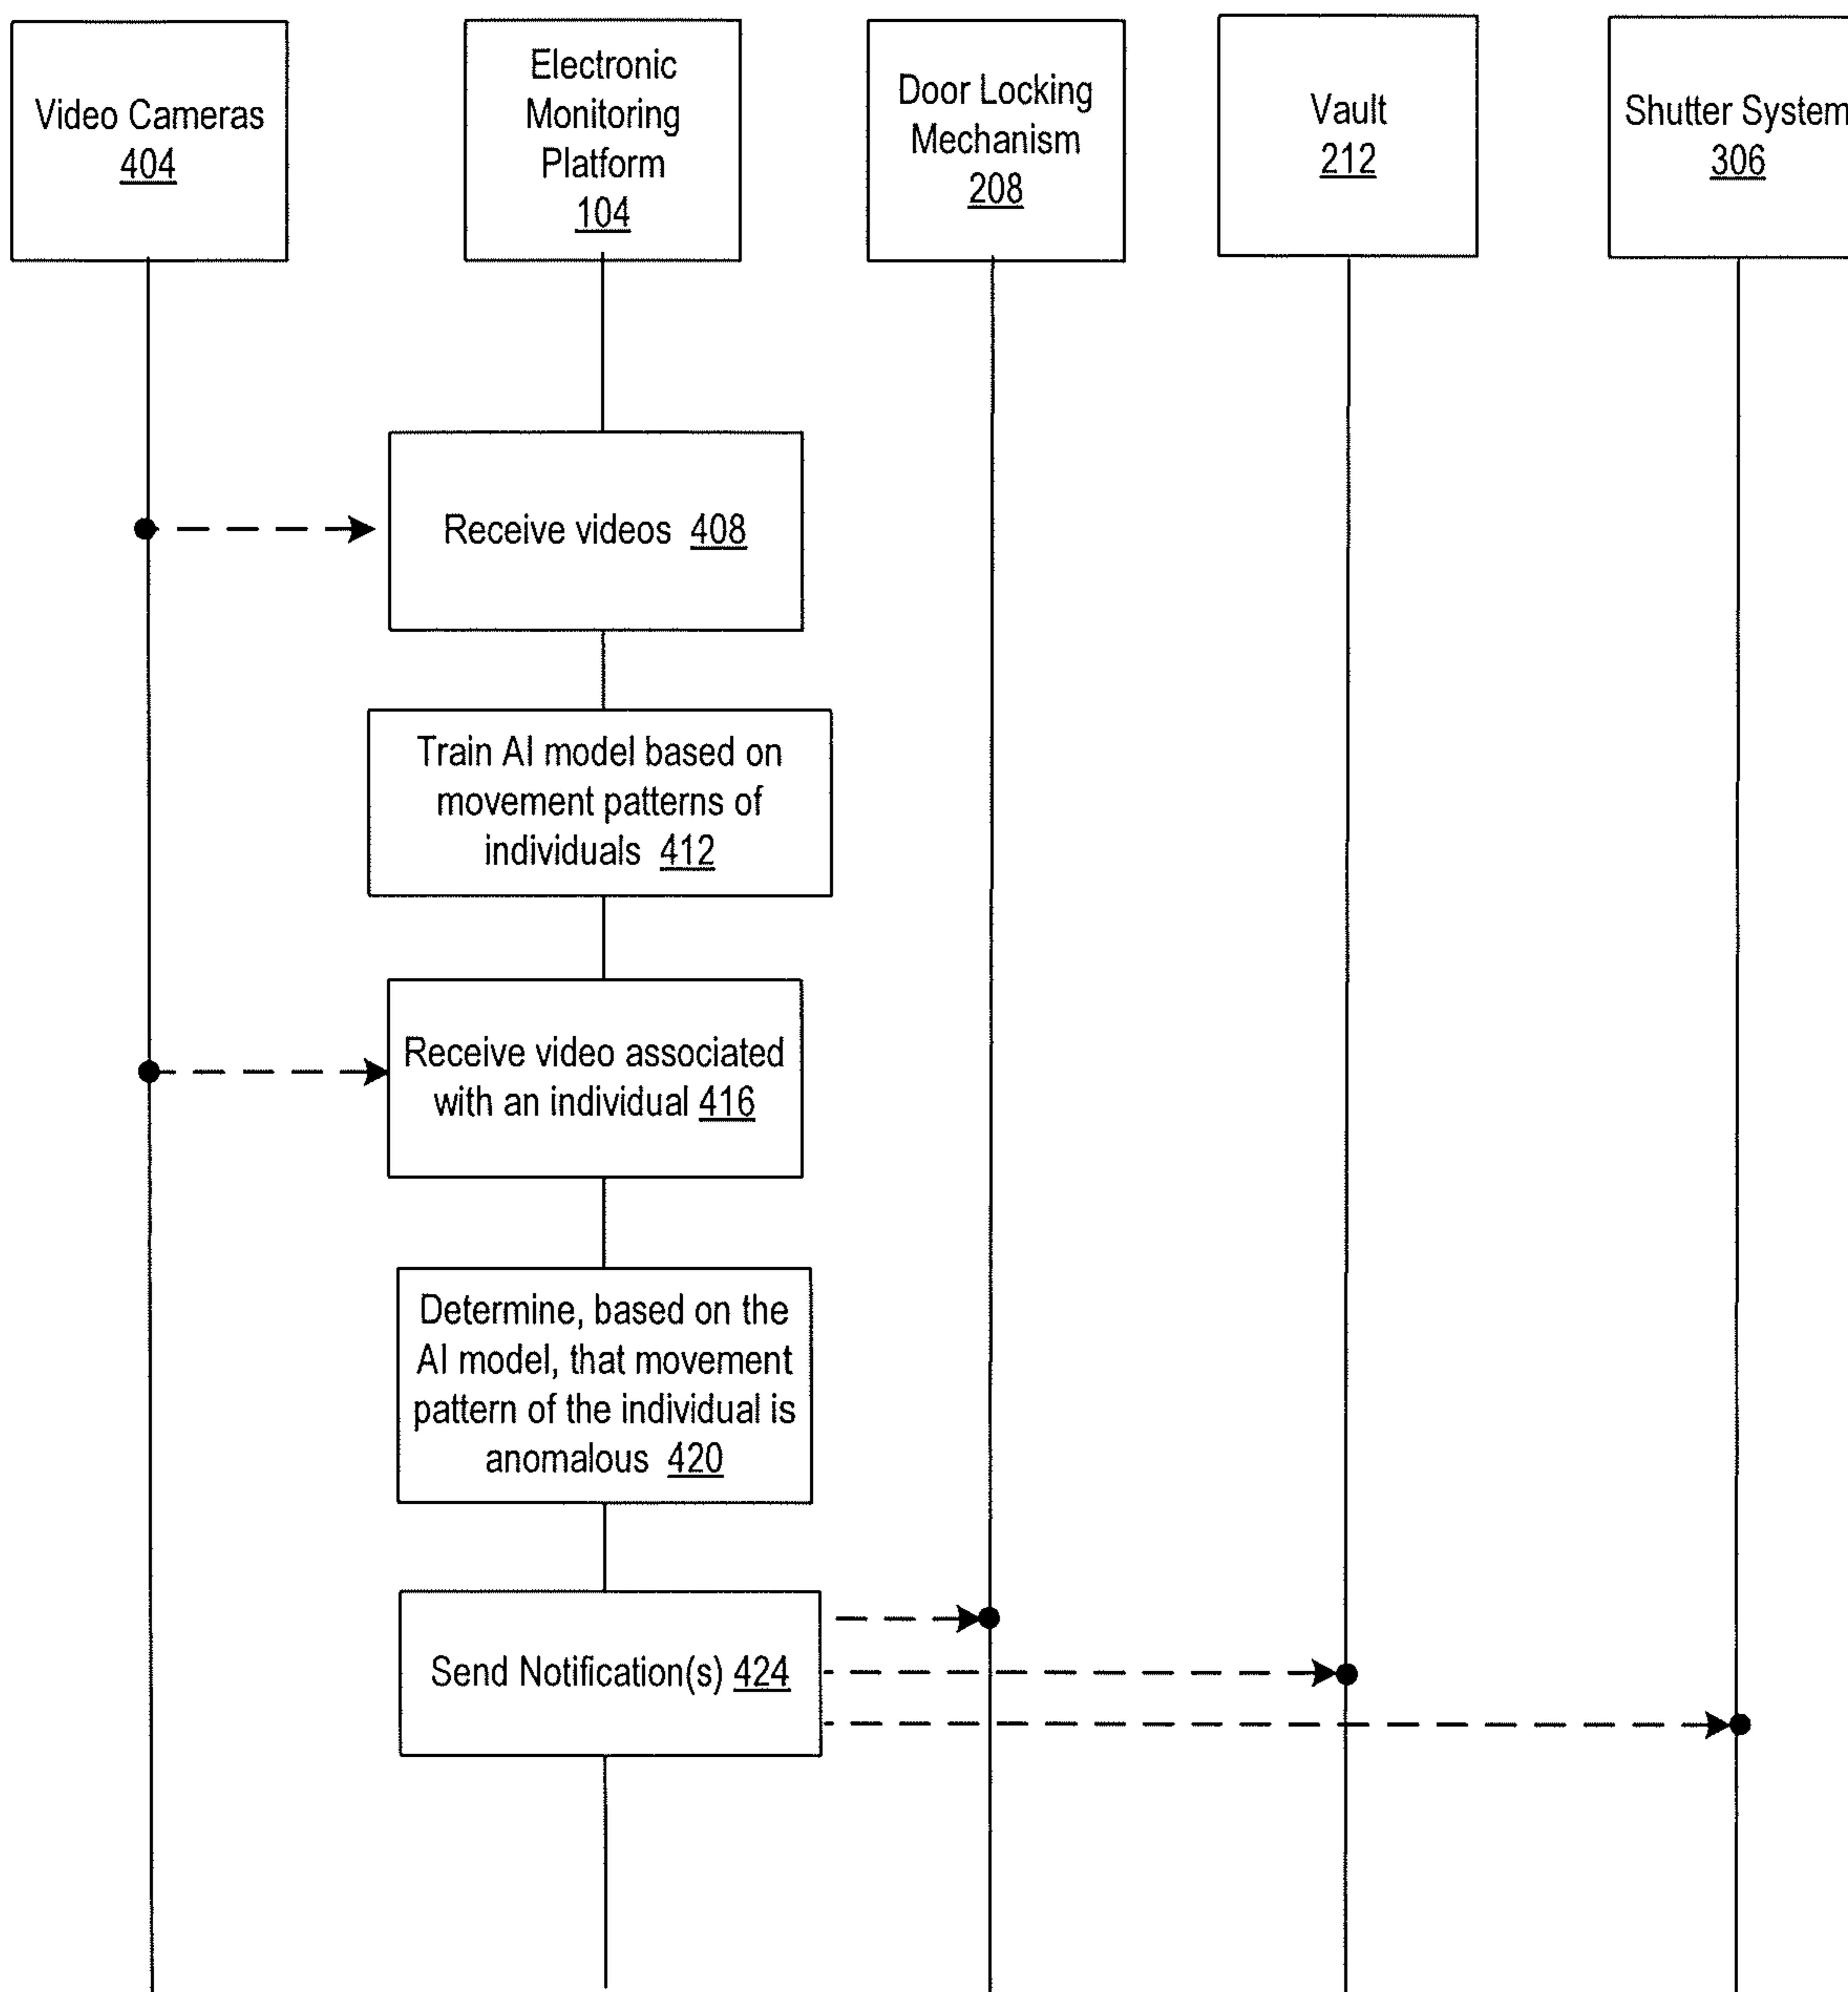 Video Cameras
404
Electronic
Monitoring
Platform
104
Door Locking
Mechanism
208
Vault
212
Shutter System
306
Receive videos 408
Train AI model based on
movement patterns of
individuals 412
Receive video associated
with an individual 416
Determine, based on the
AI model, that movement
pattern of the individual is
anomalous 420
Send Notification(s) 424